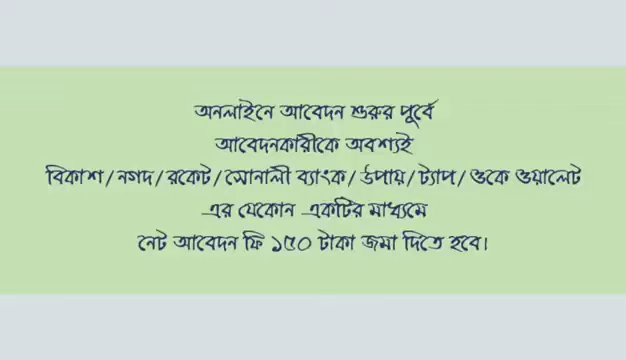 অনলাইনে আবেদন শুরুর পূর্বে
আবেদনকারীকে অবশ্যই
বিকাশ/নগদ/রকেট/সোনালী ব্যাংক/উপায়/ট্যাপ/ওকে ওয়ালেট
এর যেকোন একটির মাধ্যমে
নেট আবেদন ফি ১৫০ টাকা জমা দিতে হবে।